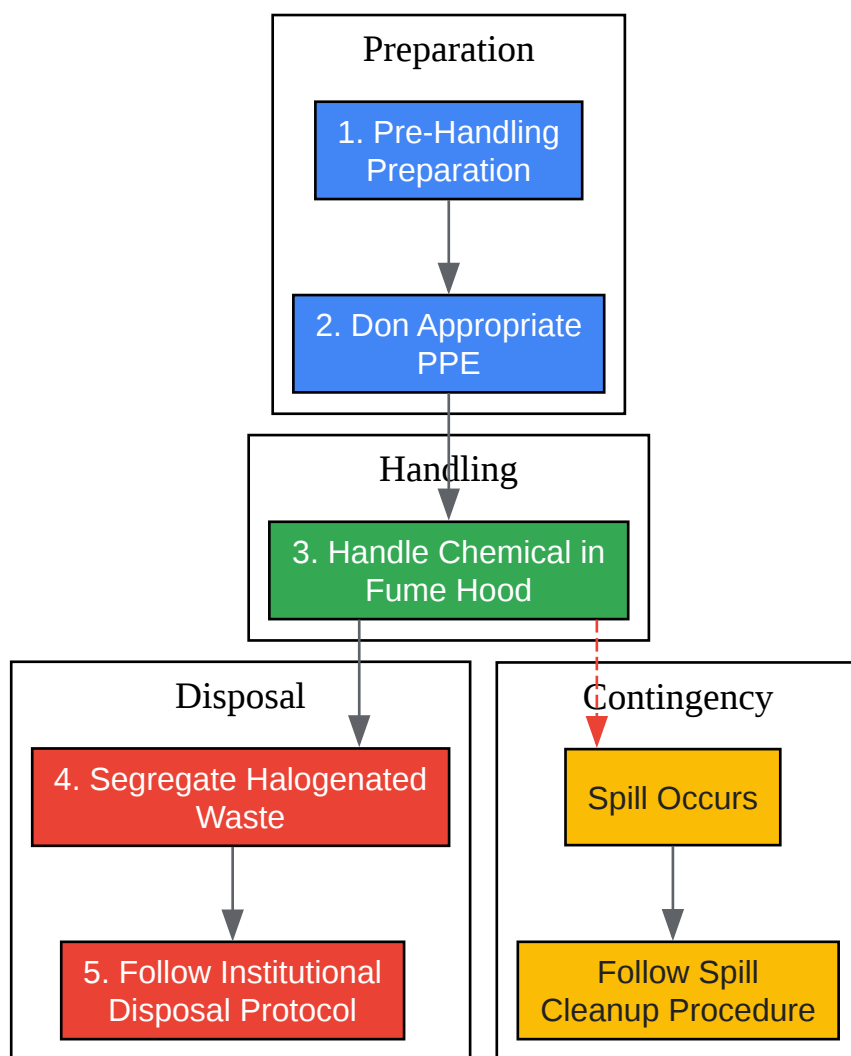 Preparation
1. Pre-Handling
Preparation
2. Don Appropriate
PPE
Handling
3. Handle Chemical in
Fume Hood
Disposal
4. Segregate Halogenated
Waste
5. Follow Institutional
Disposal Protocol
Contingency
Spill Occurs
Follow Spill
Cleanup Procedure